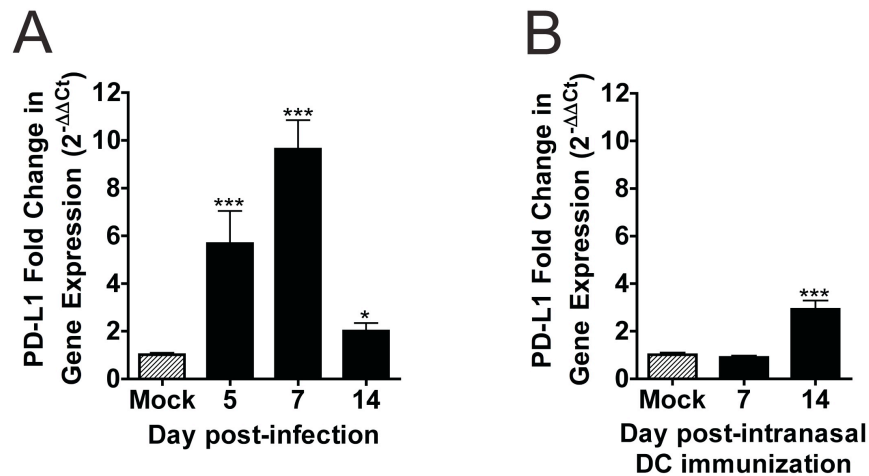 A
PD-L1 Fold Change in
Gene Expression (2-ΔΔCt)
12
10
8
6
4
2
0
***
***
*
Mock 5 7 14
Day post-infection
B
PD-L1 Fold Change in
Gene Expression (2-ΔΔCt)
12
10
8
6
4
2
0
***
Mock 7 14
Day post-intranasal
DC immunization